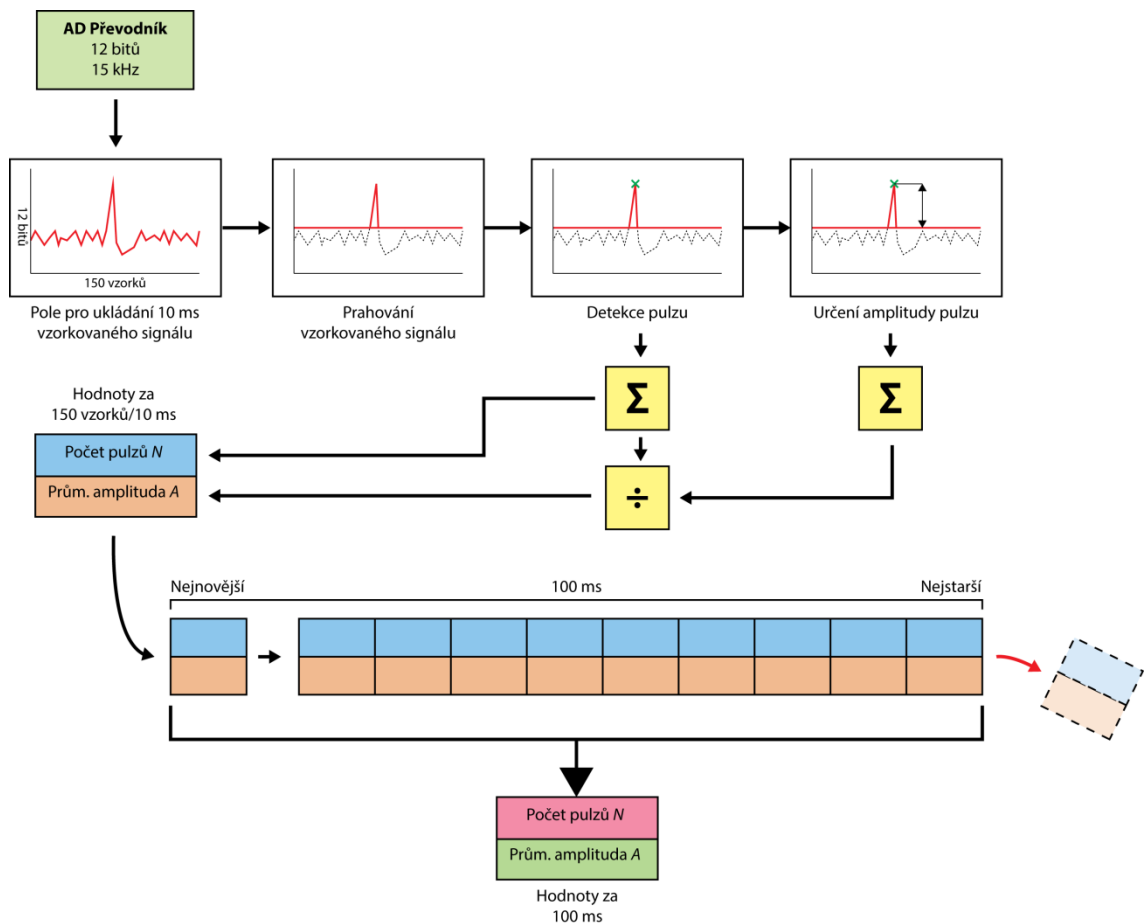 AD Převodník
12 bitů
15 kHz
12 bitů
150 vzorků
Pole pro ukládání 10 ms
vzorkovaného signálu
Prahování
vzorkovaného signálu
Detekce pulzu
Určení amplitudy pulzu
Σ
Σ
÷
Hodnoty za
150 vzorků/10 ms
Počet pulzů N
Prům. amplituda A
Nejnovější
100 ms
Nejstarší
Počet pulzů N
Prům. amplituda A
Hodnoty za
100 ms